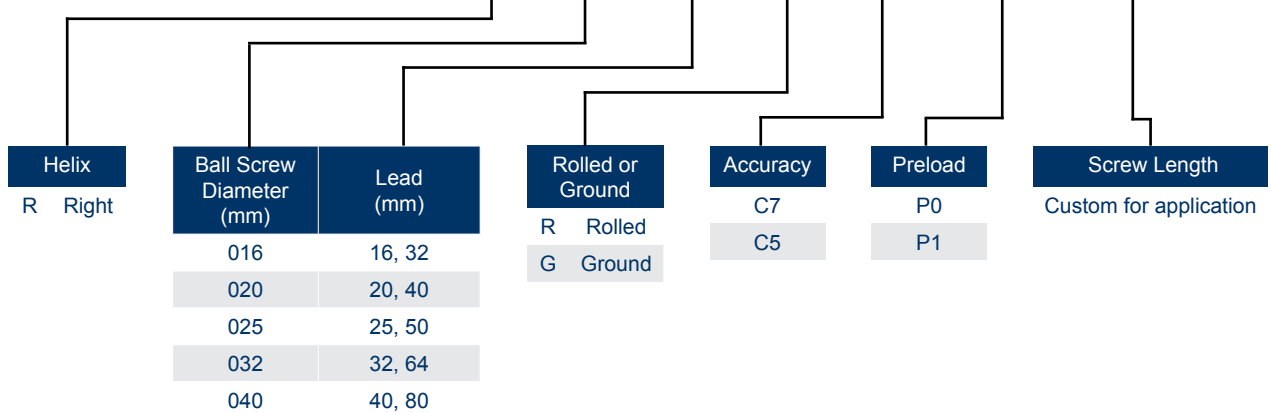 Helix
R Right
Ball Screw
Diameter
(mm)
Lead
(mm)
016 16, 32
020 20, 40
025 25, 50
032 32, 64
040 40, 80
Rolled or
Ground
R Rolled
G Ground
Accuracy
C7
C5
Preload
P0
P1
Screw Length
Custom for application